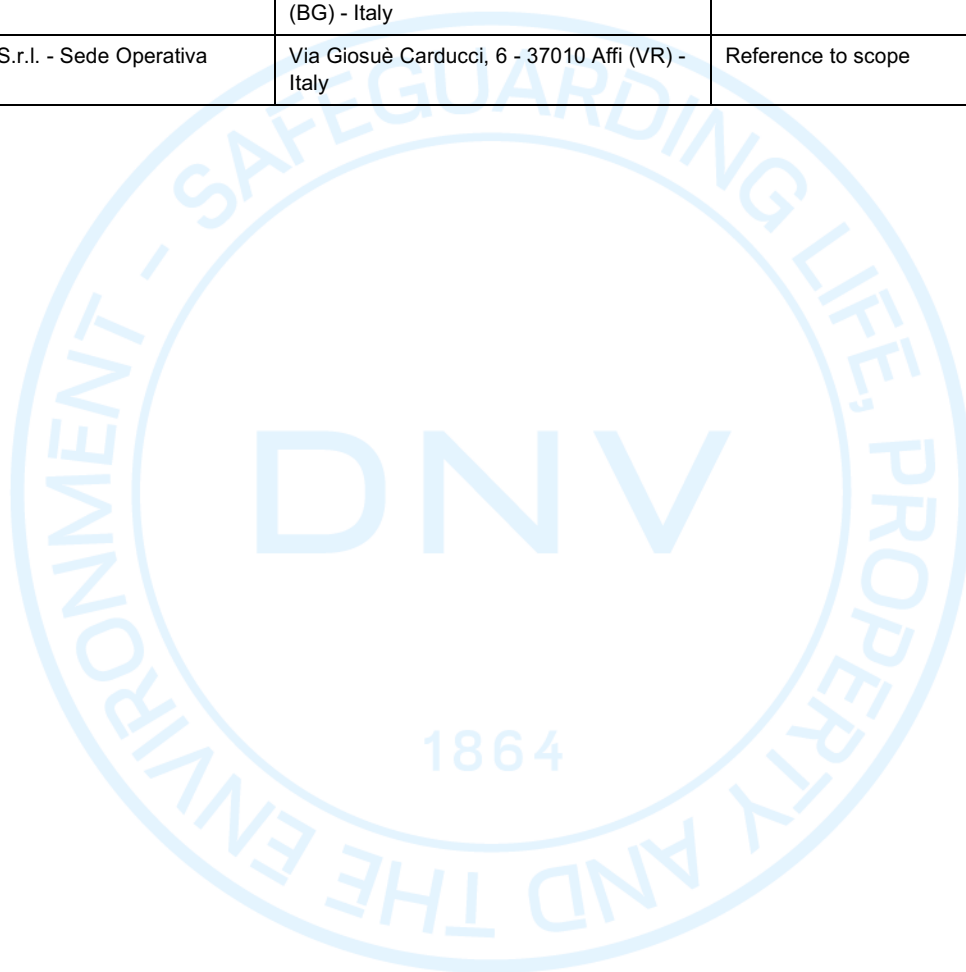 (BG) - Italy
S.r.l. - Sede Operativa
Via Giosuè Carducci, 6 - 37010 Affi (VR) -
Italy
Reference to scope
SAFEGUARDING LIFE, PROPERTY AND THE ENVIRONMENT -
DNV
1864